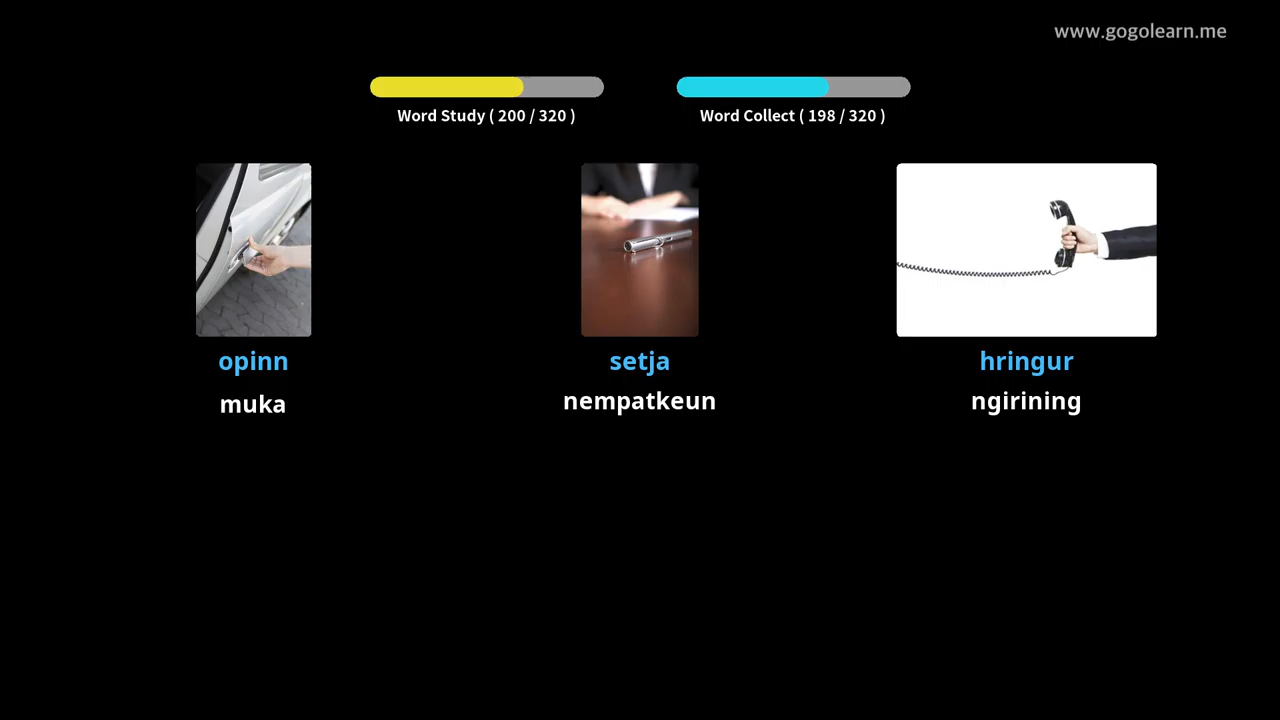 www.gogolearn.me
Word Study ( 200 / 320 )
Word Collect ( 198 / 320 )
opinn
setja
hringur
muka
nempatkeun
ngirining